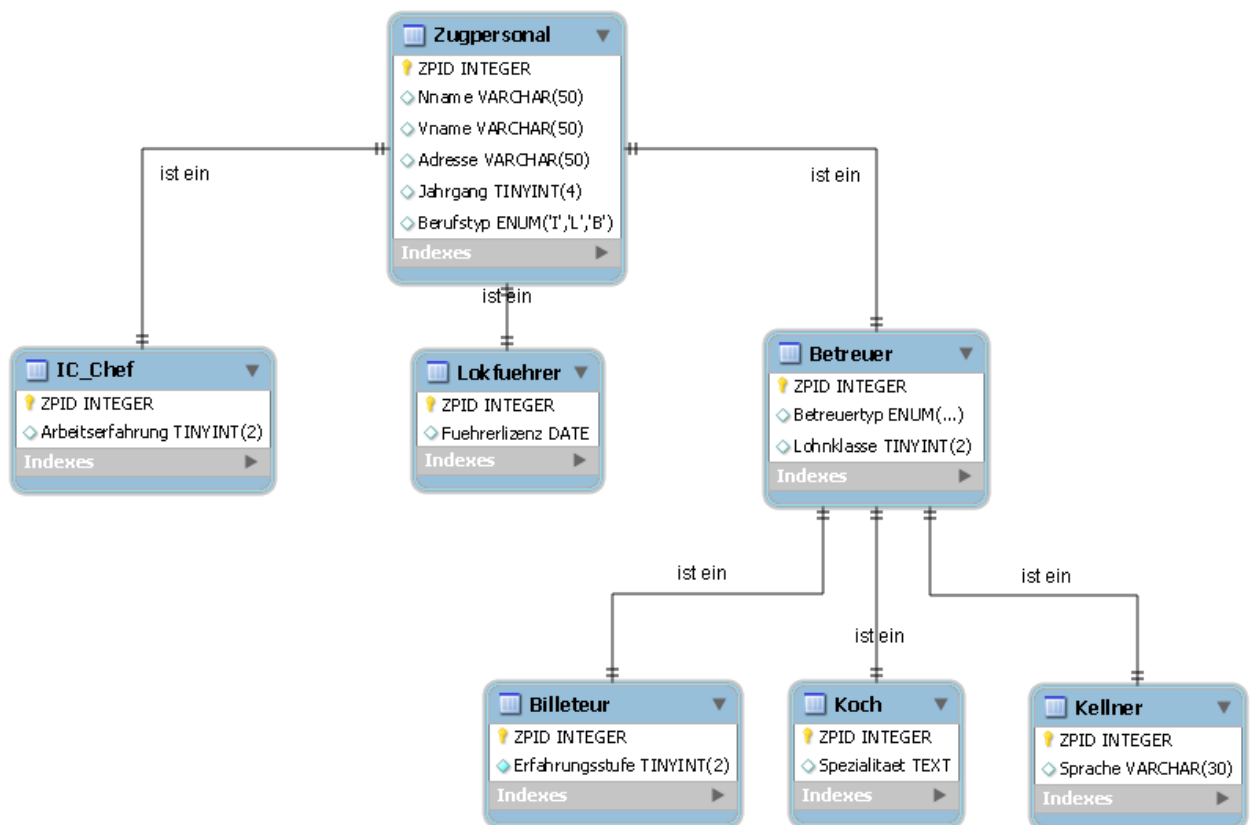 Zugpersonal
ZPID INTEGER
Nname VARCHAR(50)
Vname VARCHAR(50)
Adresse VARCHAR(50)
Jahrgang TINYINT(4)
Berufstyp ENUM('I','L','B')
Indexes
ist ein
ist ein
ist ein
IC_Chef
ZPID INTEGER
Arbeitserfahrung TINYINT(2)
Indexes
Lokfuehrer
ZPID INTEGER
Fuehrerlizenz DATE
Indexes
Betreuer
ZPID INTEGER
Betreuertyp ENUM(...)
Lohnklasse TINYINT(2)
Indexes
ist ein
ist ein
ist ein
Billeteur
ZPID INTEGER
Erfahrungsstufe TINYINT(2)
Indexes
Koch
ZPID INTEGER
Spezialitaet TEXT
Indexes
Kellner
ZPID INTEGER
Sprache VARCHAR(30)
Indexes